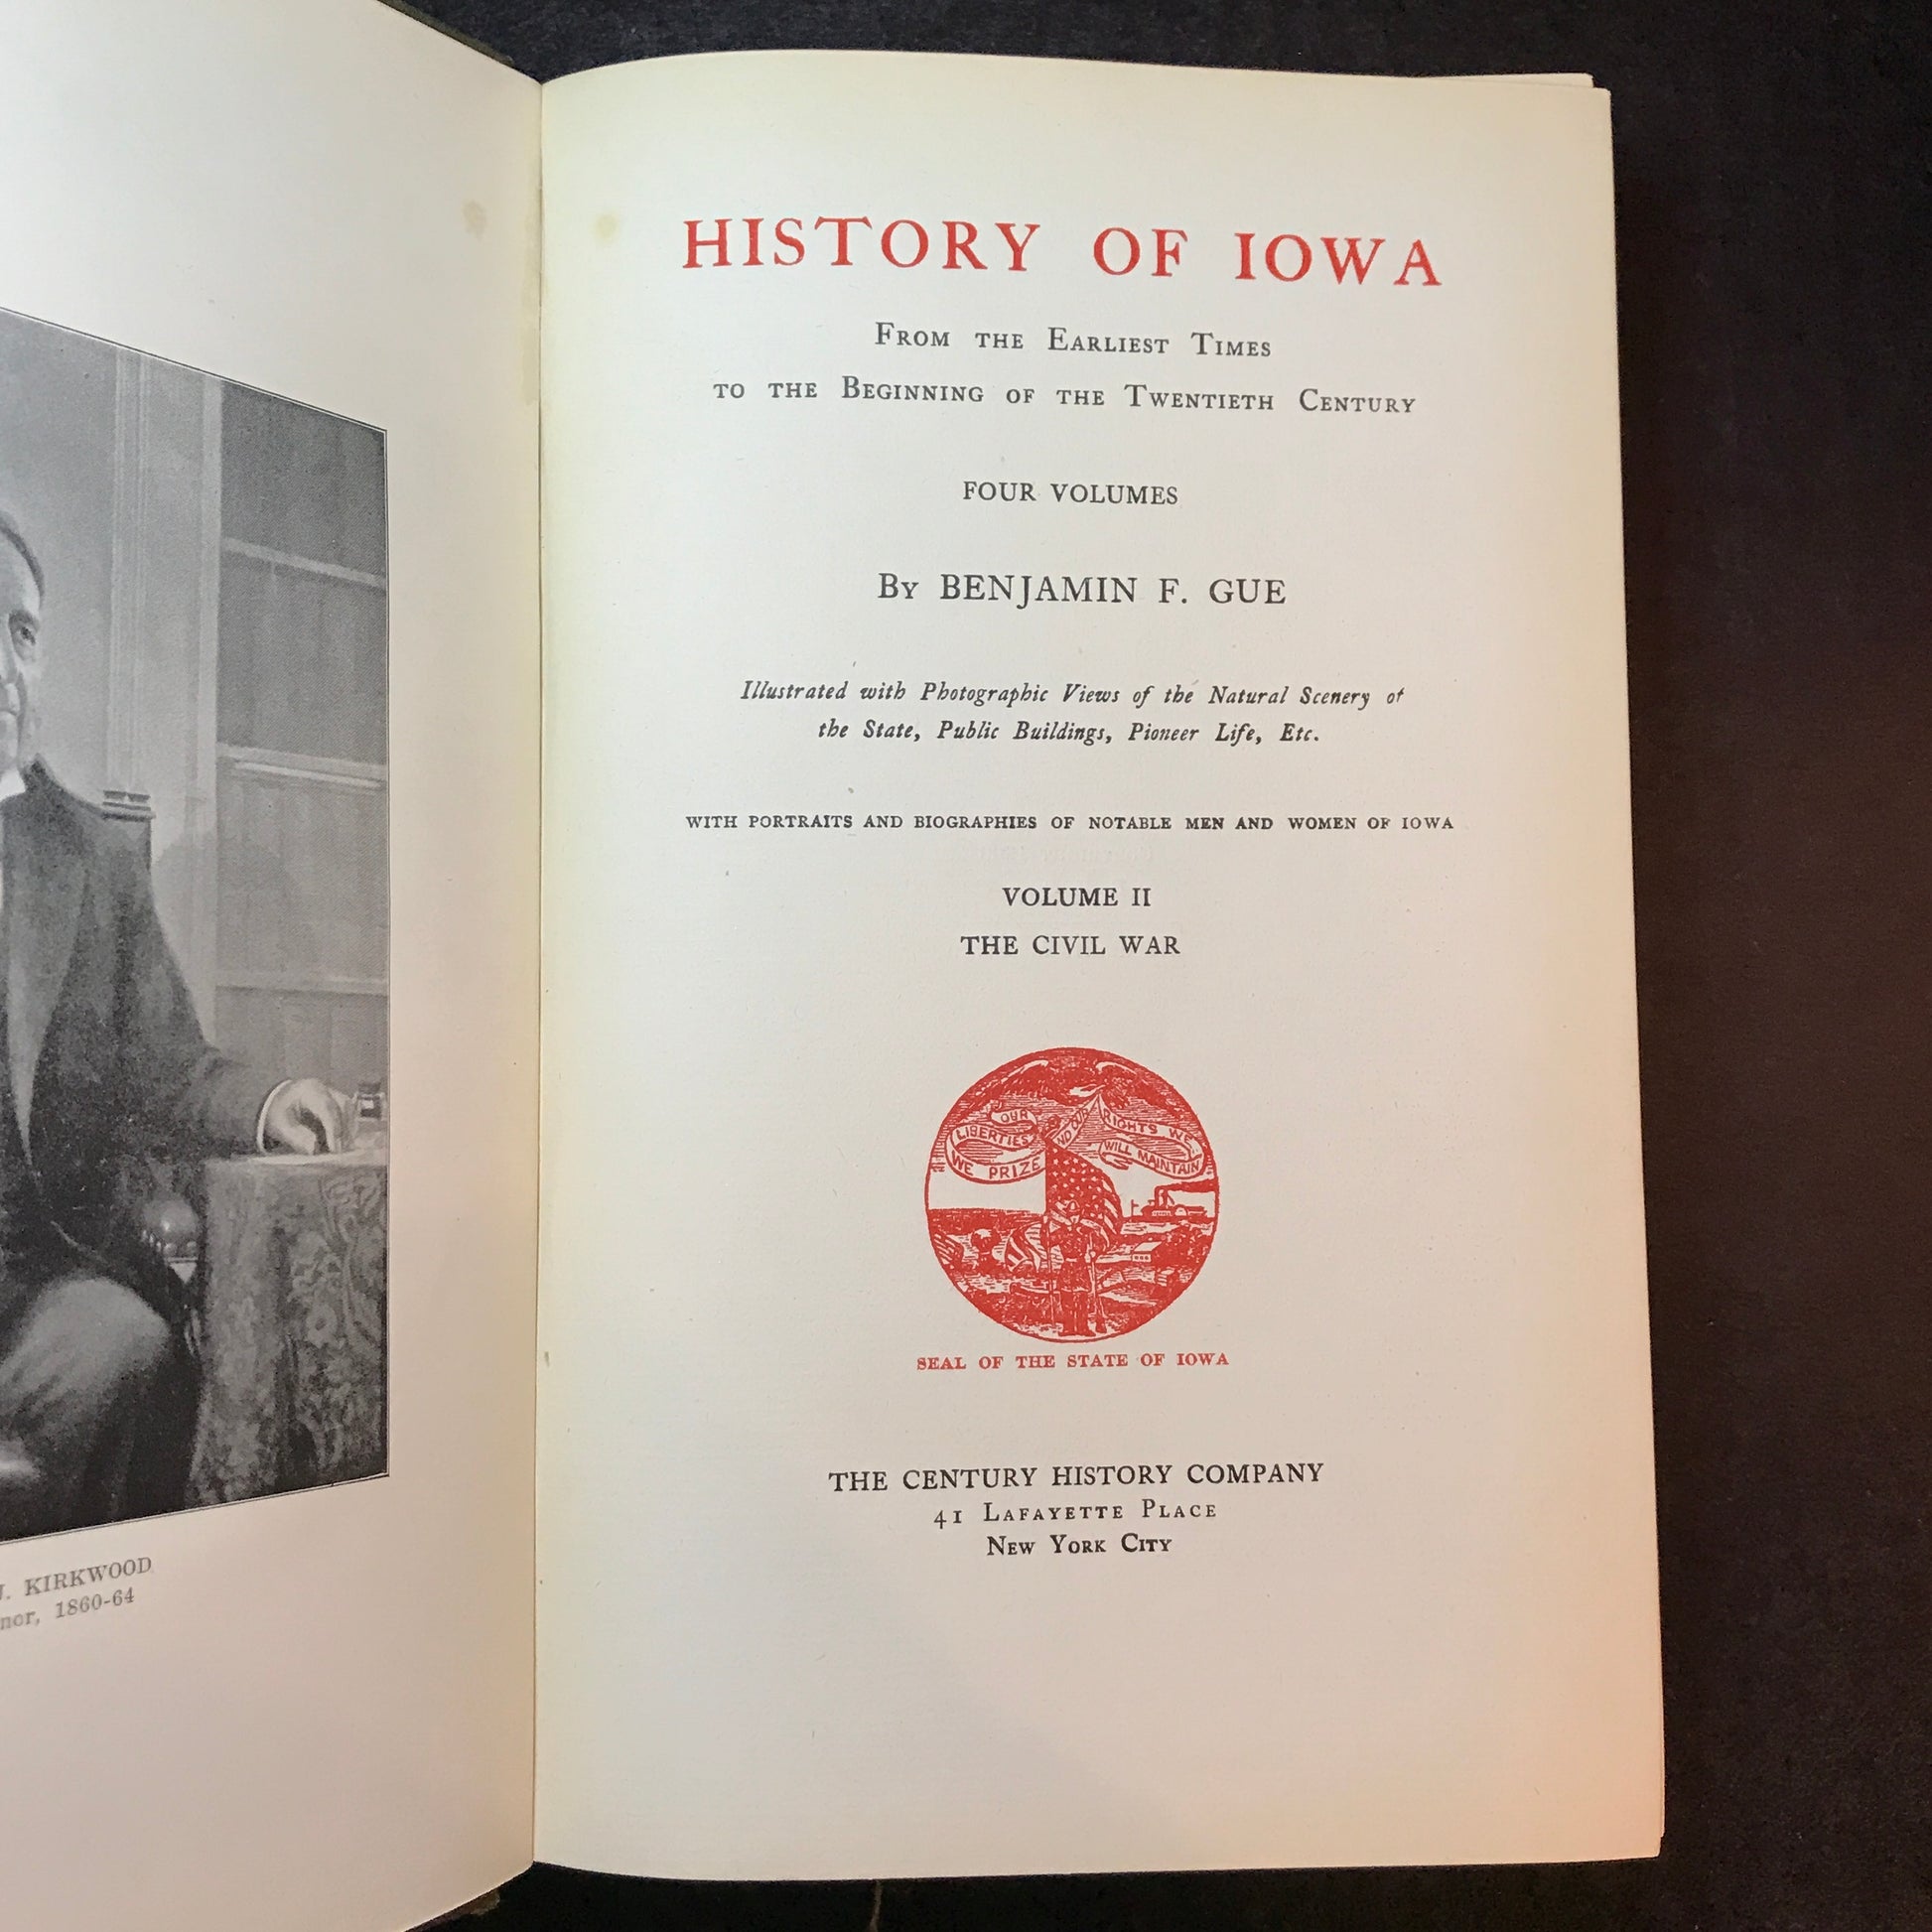 J. KIRKWOOD
nor, 1860-64
HISTORY OF IOWA
FROM THE EARLIEST TIMES
TO THE BEGINNING OF THE TWENTIETH CENTURY
FOUR VOLUMES
By BENJAMIN F. GUE
Illustrated with Photographic Views of the Natural Scenery of
the State, Public Buildings, Pioneer Life, Etc.
WITH PORTRAITS AND BIOGRAPHIES OF NOTABLE MEN AND WOMEN OF IOWA
VOLUME II
THE CIVIL WAR
OUR
LIBERTIES
WE PRIZE
AND OUR
RIGHTS WE
WILL MAINTAIN
SEAL OF THE STATE OF IOWA
THE CENTURY HISTORY COMPANY
41 LAFAYETTE PLACE
NEW YORK CITY